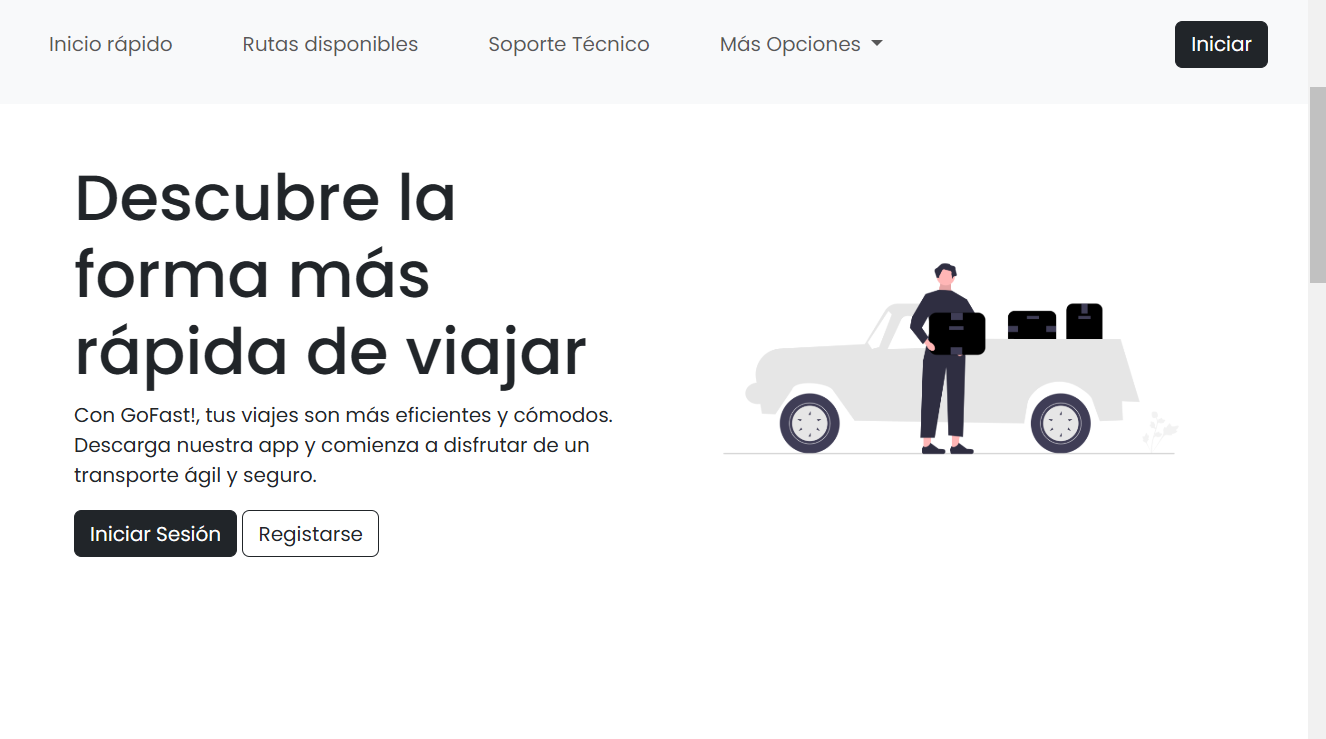 Inicio rápido
Rutas disponibles
Soporte Técnico
Más Opciones
Iniciar
Descubre la
forma más
rápida de viajar
Con GoFast!, tus viajes son más eficientes y cómodos.
Descarga nuestra app y comienza a disfrutar de un
transporte ágil y seguro.
Iniciar Sesión
Registarse